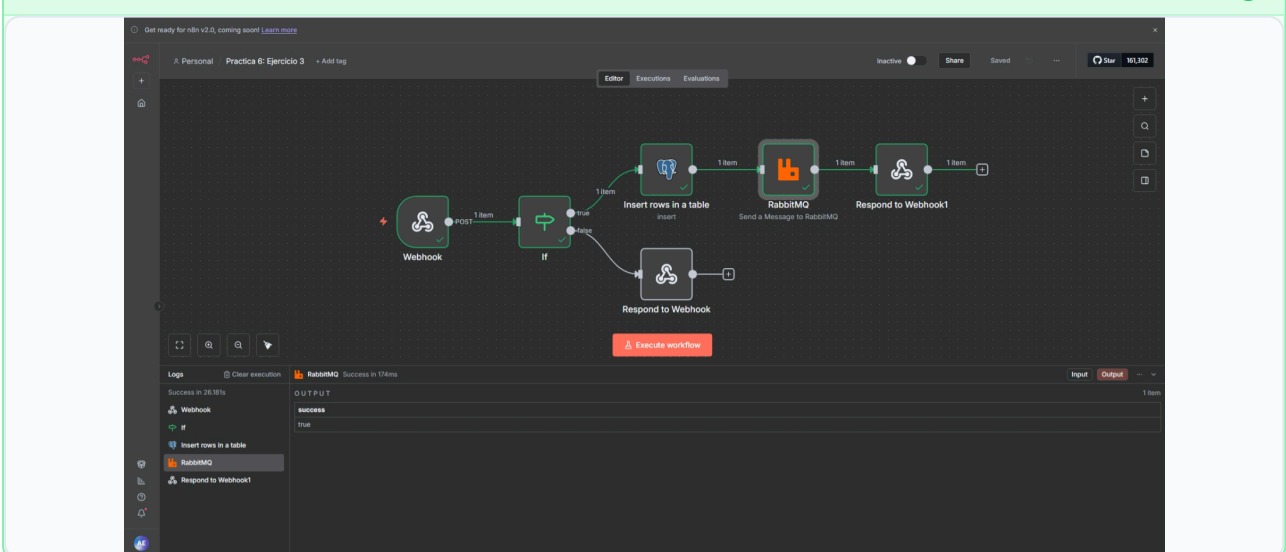 Get ready for n8n v2.0, coming soon! Learn more
Personal / Practica 6: Ejercicio 3 + Add tag
Inactive Share Saved ... Star 161,302
Editor Executions Evaluations
1 item 1 item 1 item
1 item
Insert rows in a table RabbitMQ Respond to Webhook1
insert Send a Message to RabbitMQ
true
POST 1 item
false
Webhook If
Respond to Webhook
Execute workflow
Logs Clear execution RabbitMQ Success in 174ms Input Output
Success in 26.181s OUTPUT 1 item
Webhook success
If true
Insert rows in a table
RabbitMQ
Respond to Webhook1
AE